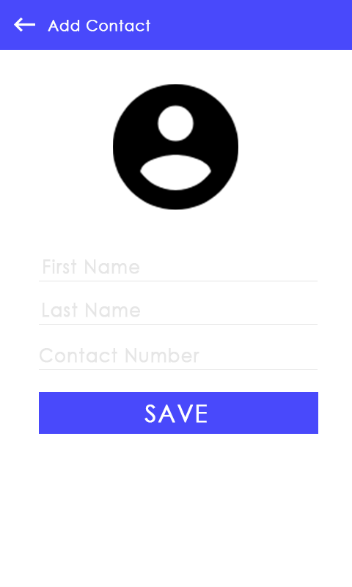 Add Contact
First Name
Last Name
Contact Number
SAVE